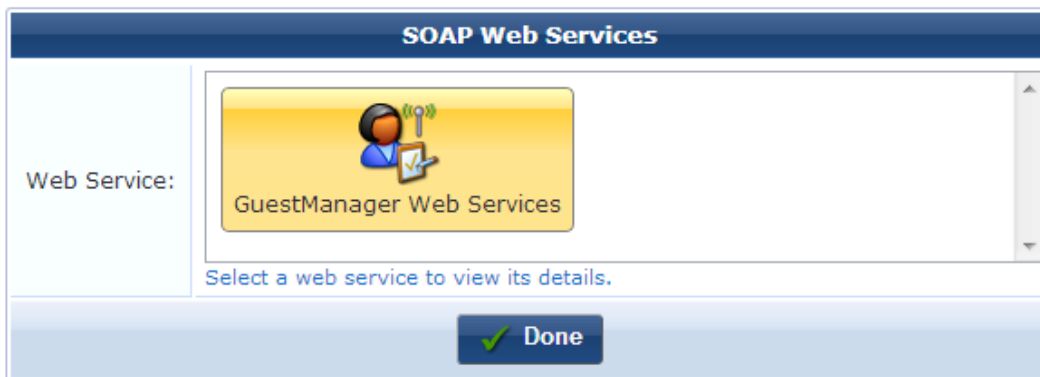 SOAP Web Services
Web Service:
GuestManager Web Services
Select a web service to view its details.
Done